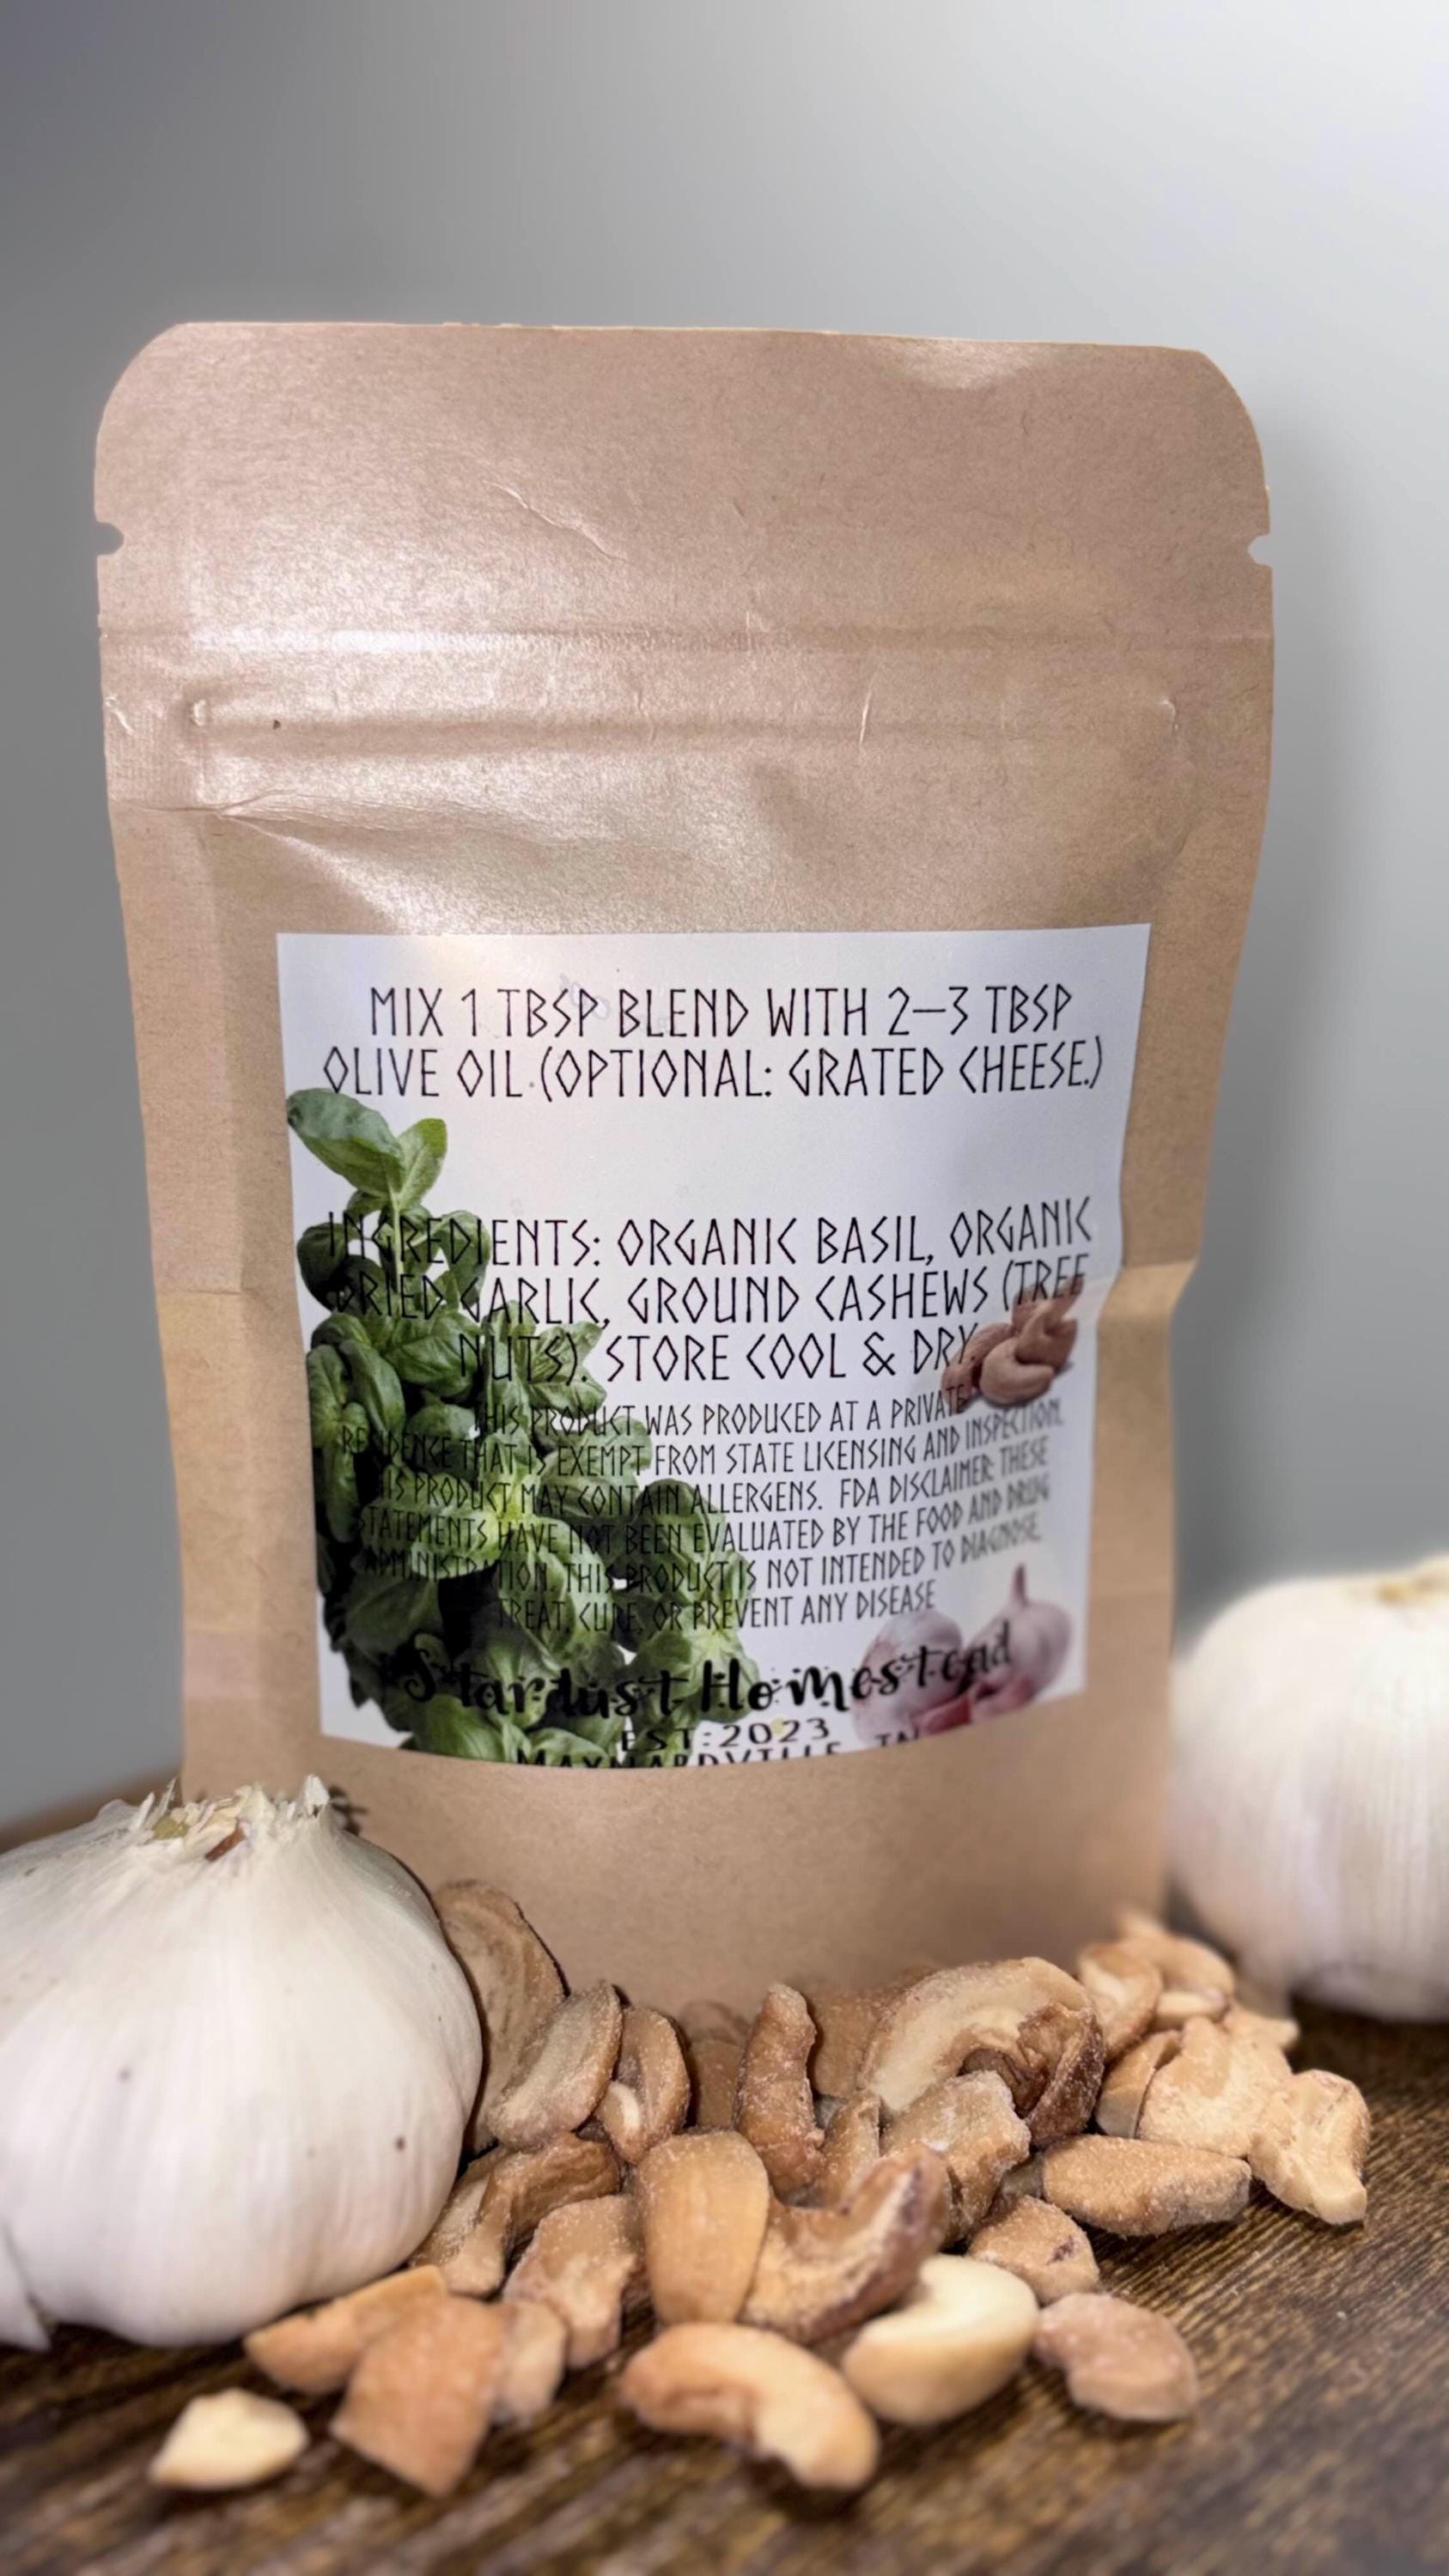 MIX 1 TBSP BLEND WITH 2–3 TBSP
OLIVE OIL (OPTIONAL: GRATED CHEESE.)
INGREDIENTS: ORGANIC BASIL, ORGANIC
DRIED GARLIC, GROUND CASHEWS (TREE
NUTS). STORE COOL & DRY.
THIS PRODUCT WAS PRODUCED AT A PRIVATE
RESIDENCE THAT IS EXEMPT FROM STATE LICENSING AND INSPECTION.
THIS PRODUCT MAY CONTAIN ALLERGENS. FDA DISCLAIMER: THESE
STATEMENTS HAVE NOT BEEN EVALUATED BY THE FOOD AND DRUG
ADMINISTRATION. THIS PRODUCT IS NOT INTENDED TO DIAGNOSE,
TREAT, CURE, OR PREVENT ANY DISEASE
Stardust Homestead
EST:2023
MAYNARDVILLE, TN